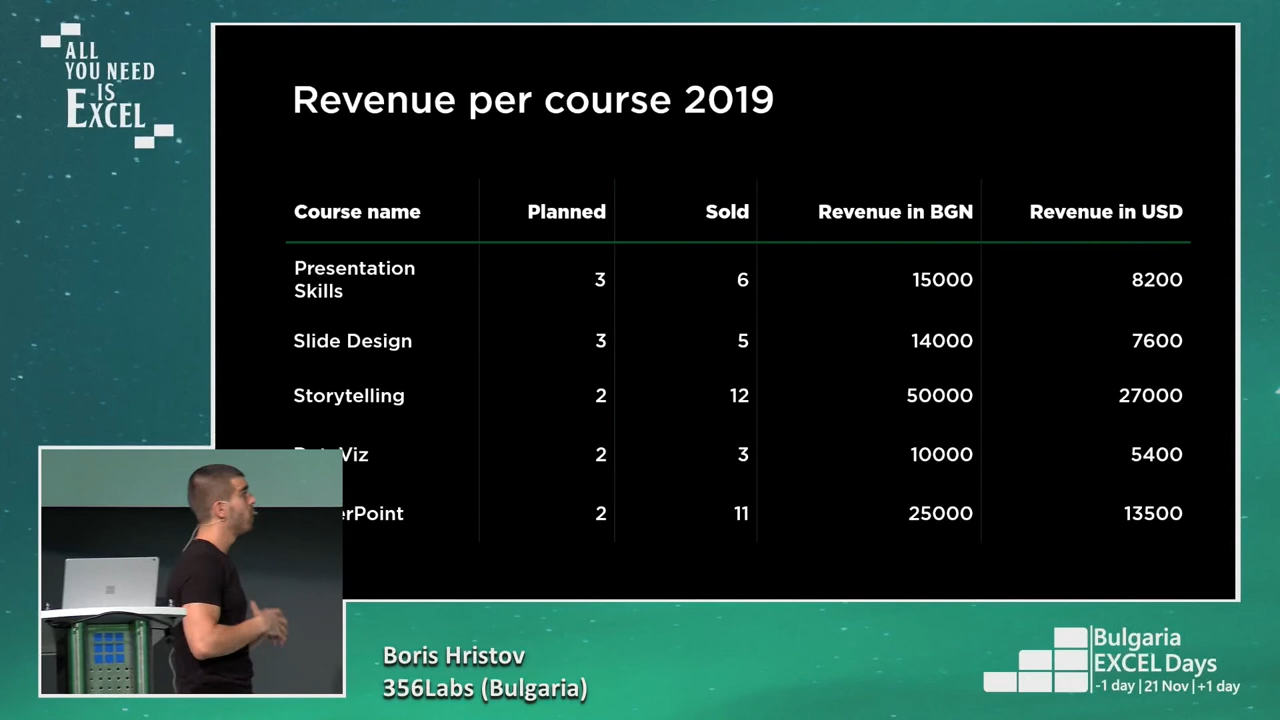 ALL
YOU NEED
IS
EXCEL
Revenue per course 2019
Course name Planned Sold Revenue in BGN Revenue in USD
Presentation
Skills 3 6 15000 8200
Slide Design 3 5 14000 7600
Storytelling 2 12 50000 27000
Viz 2 3 10000 5400
erPoint 2 11 25000 13500
Boris Hristov
356Labs (Bulgaria)
Bulgaria
EXCEL Days
-1 day | 21 Nov | +1 day